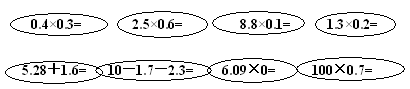 0.4×0.3= 2.5×0.6= 8.8×0.1= 1.3×0.2=
5.28+1.6= 10－1.7－2.3= 6.09×0= 100×0.7=